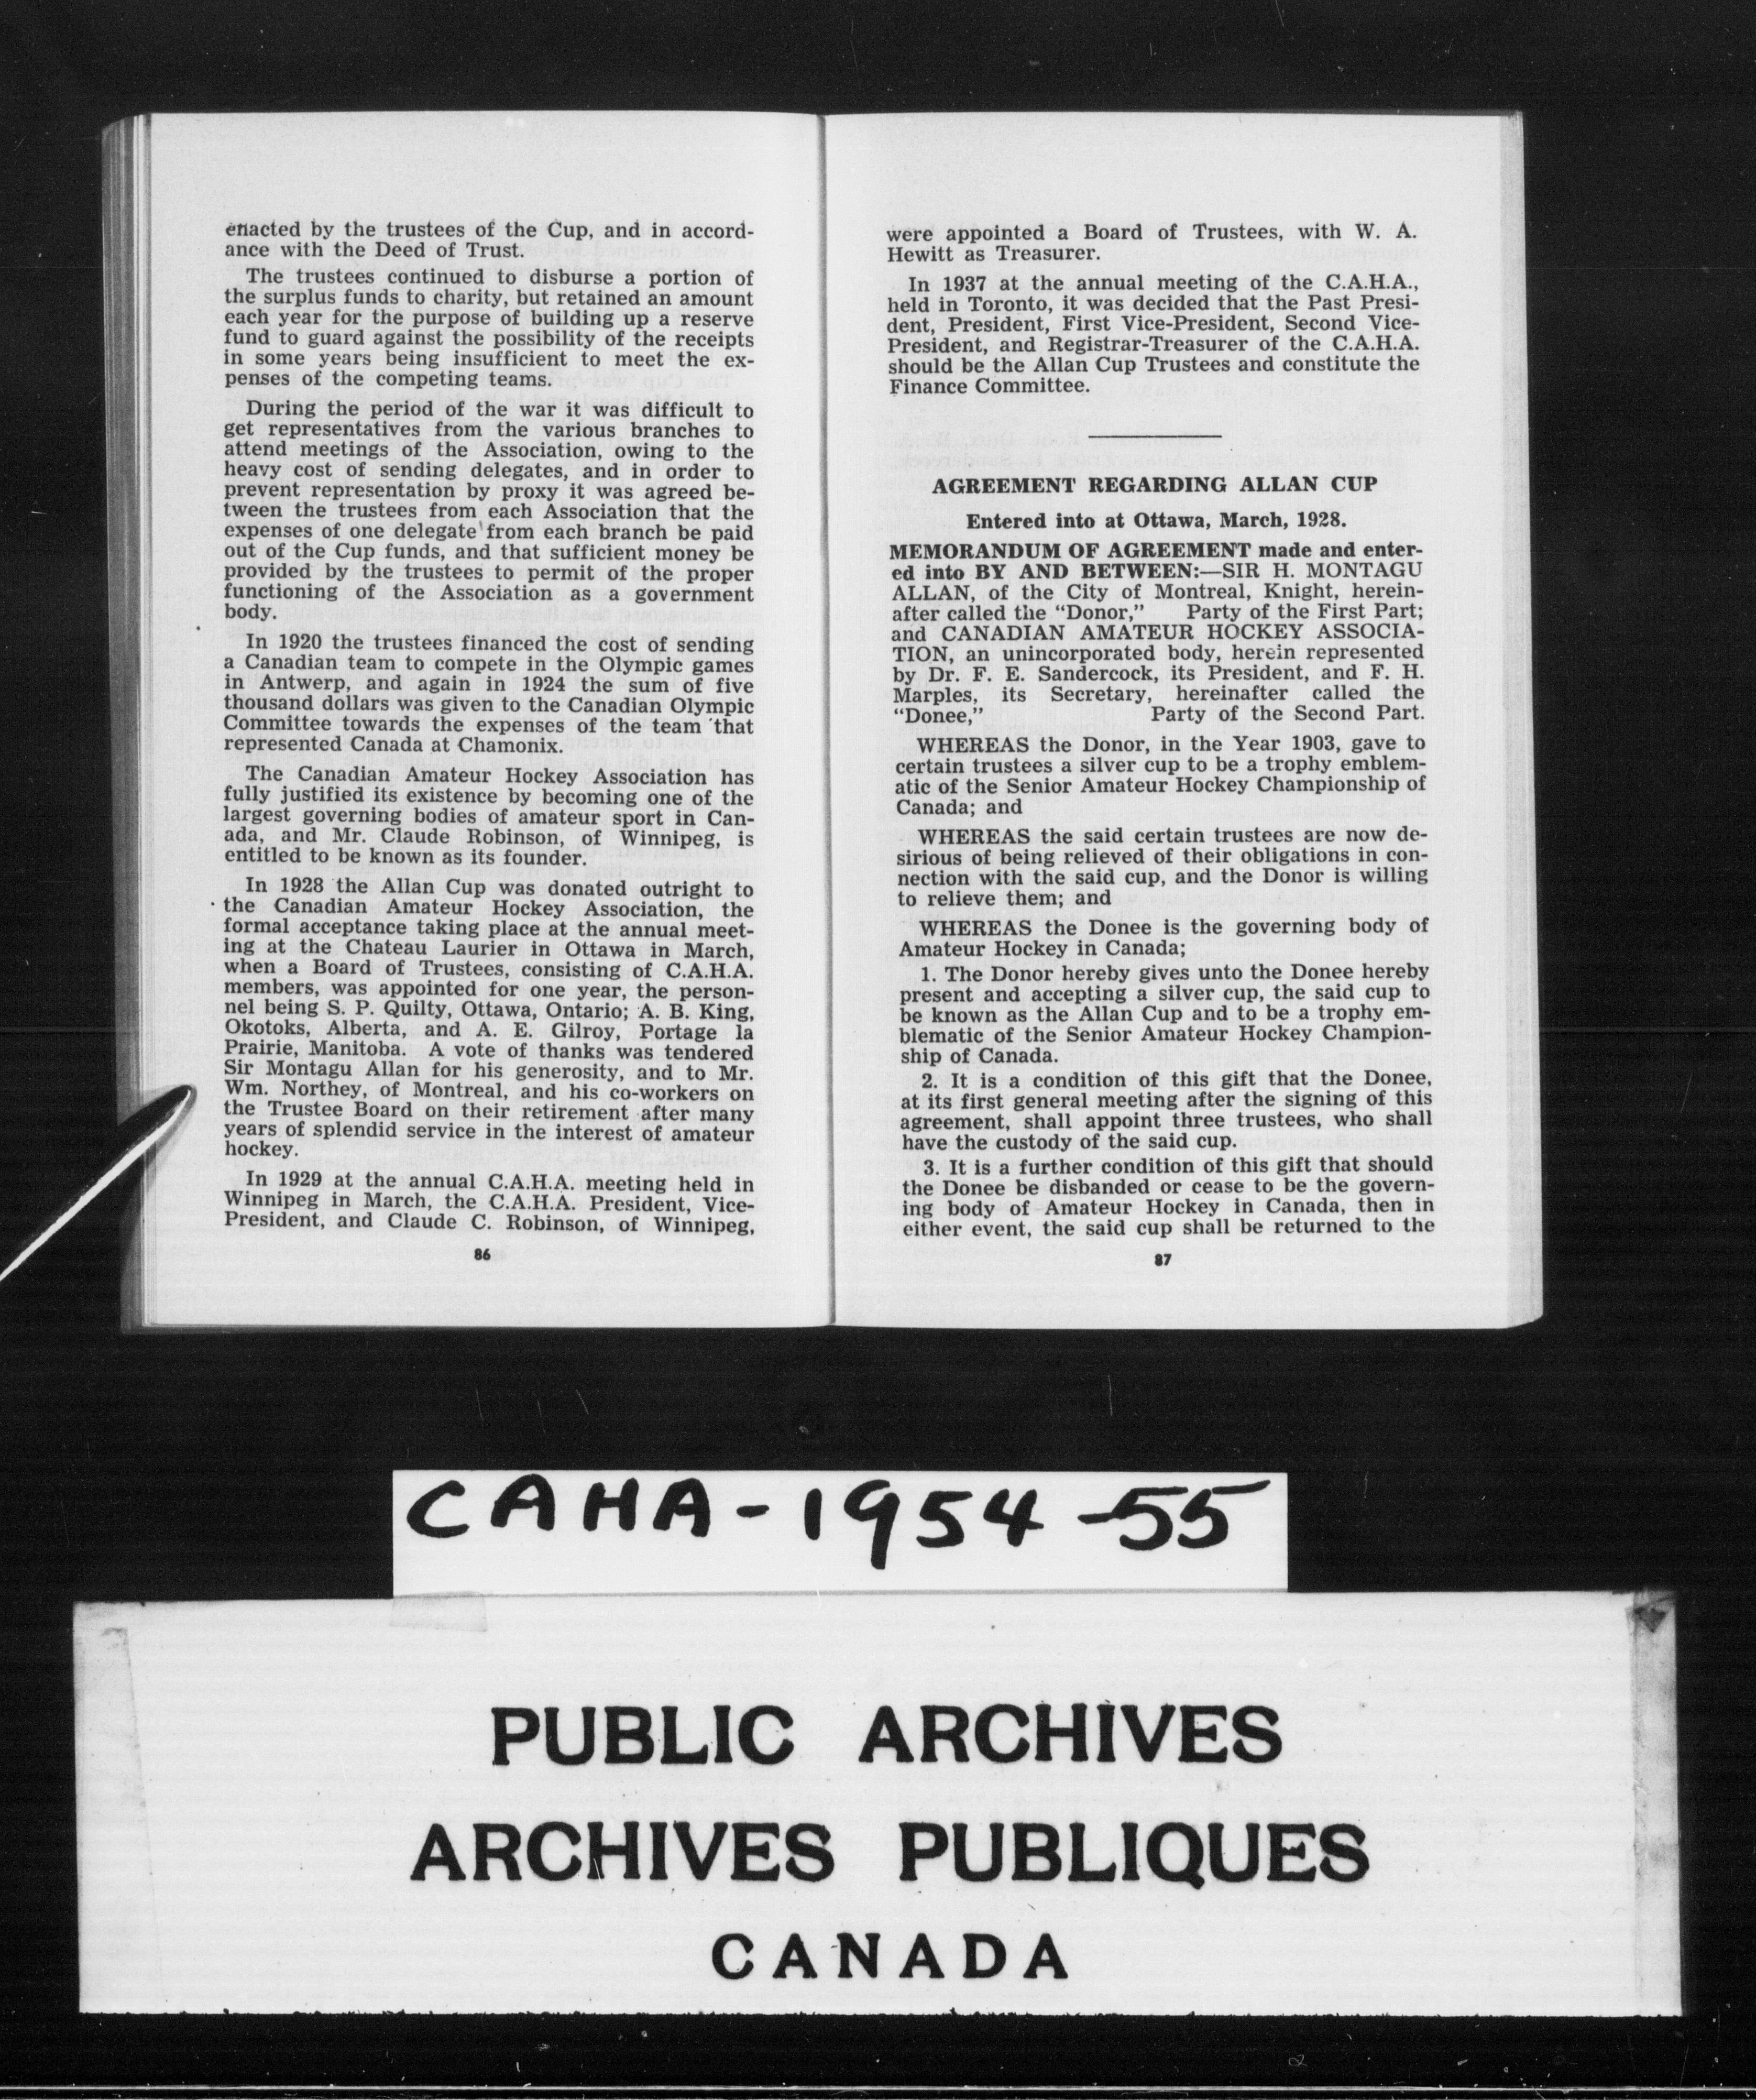 enacted by the trustees of the Cup, and in accord-
ance with the Deed of Trust.
The trustees continued to disburse a portion of
the surplus funds to charity, but retained an amount
each year for the purpose of building up a reserve
fund to guard against the possibility of the receipts
in some years being insufficient to meet the ex-
penses of the competing teams.
During the period of the war it was difficult to
get representatives from the various branches to
attend meetings of the Association, owing to the
heavy cost of sending delegates, and in order to
prevent representation by proxy it was agreed be-
tween the trustees from each Association that the
expenses of one delegate from each branch be paid
out of the Cup funds, and that sufficient money be
provided by the trustees to permit of the proper
functioning of the Association as a government
body.
In 1920 the trustees financed the cost of sending
a Canadian team to compete in the Olympic games
in Antwerp, and again in 1924 the sum of five
thousand dollars was given to the Canadian Olympic
Committee towards the expenses of the team that
represented Canada at Chamonix.
The Canadian Amateur Hockey Association has
fully justified its existence by becoming one of the
largest governing bodies of amateur sport in Can-
ada, and Mr. Claude Robinson, of Winnipeg, is
entitled to be known as its founder.
In 1928 the Allan Cup was donated outright to
the Canadian Amateur Hockey Association, the
formal acceptance taking place at the annual meet-
ing at the Chateau Laurier in Ottawa in March,
when a Board of Trustees, consisting of C.A.H.A.
members, was appointed for one year, the person-
nel being S. P. Quilty, Ottawa, Ontario; A. B. King,
Okotoks, Alberta, and A. E. Gilroy, Portage la
Prairie, Manitoba. A vote of thanks was tendered
Sir Montagu Allan for his generosity, and to Mr.
Wm. Northey, of Montreal, and his co-workers on
the Trustee Board on their retirement after many
years of splendid service in the interest of amateur
hockey.
In 1929 at the annual C.A.H.A. meeting held in
Winnipeg in March, the C.A.H.A. President, Vice-
President, and Claude C. Robinson, of Winnipeg,
86
were appointed a Board of Trustees, with W. A.
Hewitt as Treasurer.
In 1937 at the annual meeting of the C.A.H.A.,
held in Toronto, it was decided that the Past Presi-
dent, President, First Vice-President, Second Vice-
President, and Registrar-Treasurer of the C.A.H.A.
should be the Allan Cup Trustees and constitute the
Finance Committee.
AGREEMENT REGARDING ALLAN CUP
Entered into at Ottawa, March, 1928.
MEMORANDUM OF AGREEMENT made and enter-
ed into BY AND BETWEEN:—SIR H. MONTAGU
ALLAN, of the City of Montreal, Knight, herein-
after called the “Donor,” Party of the First Part;
and CANADIAN AMATEUR HOCKEY ASSOCIA-
TION, an unincorporated body, herein represented
by Dr. F. E. Sandercock, its President, and F. H.
Marples, its Secretary, hereinafter called the
“Donee,” Party of the Second Part.
WHEREAS the Donor, in the Year 1903, gave to
certain trustees a silver cup to be a trophy emblem-
atic of the Senior Amateur Hockey Championship of
Canada; and
WHEREAS the said certain trustees are now de-
sirious of being relieved of their obligations in con-
nection with the said cup, and the Donor is willing
to relieve them; and
WHEREAS the Donee is the governing body of
Amateur Hockey in Canada;
1. The Donor hereby gives unto the Donee hereby
present and accepting a silver cup, the said cup to
be known as the Allan Cup and to be a trophy em-
blematic of the Senior Amateur Hockey Champion-
ship of Canada.
2. It is a condition of this gift that the Donee,
at its first general meeting after the signing of this
agreement, shall appoint three trustees, who shall
have the custody of the said cup.
3. It is a further condition of this gift that should
the Donee be disbanded or cease to be the govern-
ing body of Amateur Hockey in Canada, then in
either event, the said cup shall be returned to the
87
CAHA-1954-55
PUBLIC ARCHIVES
ARCHIVES PUBLIQUES
CANADA